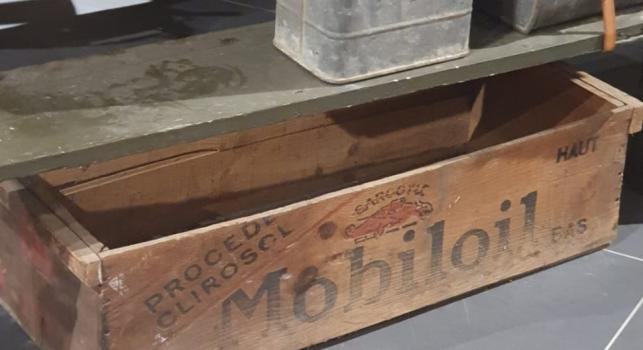 PROCEDE
CLIROSOL
GARGOYLE
Mobiloil
HAUT
BAS